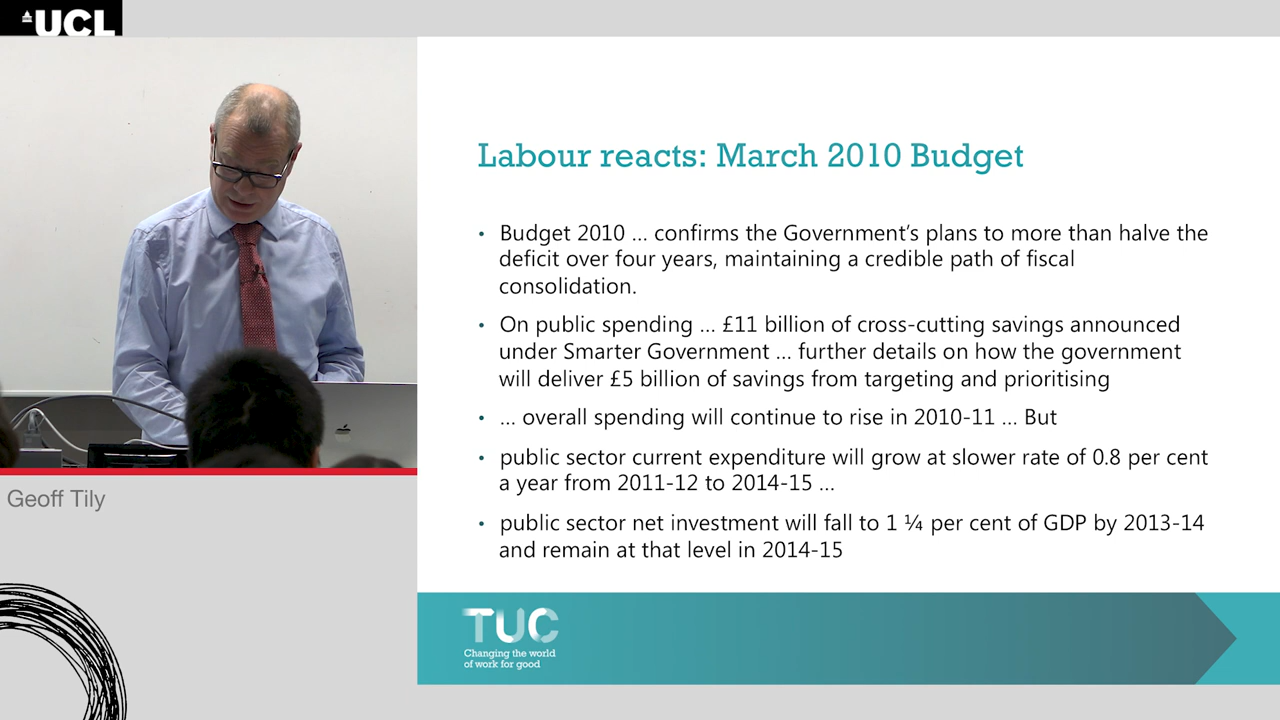 UCL
Labour reacts: March 2010 Budget
• Budget 2010 ... confirms the Government's plans to more than halve the
deficit over four years, maintaining a credible path of fiscal
consolidation.
• On public spending ... £11 billion of cross-cutting savings announced
under Smarter Government ... further details on how the government
will deliver £5 billion of savings from targeting and prioritising
• ... overall spending will continue to rise in 2010-11 ... But
• public sector current expenditure will grow at slower rate of 0.8 per cent
a year from 2011-12 to 2014-15 ...
• public sector net investment will fall to 1 ¼ per cent of GDP by 2013-14
and remain at that level in 2014-15
Geoff Tily
TUC
Changing the world
of work for good